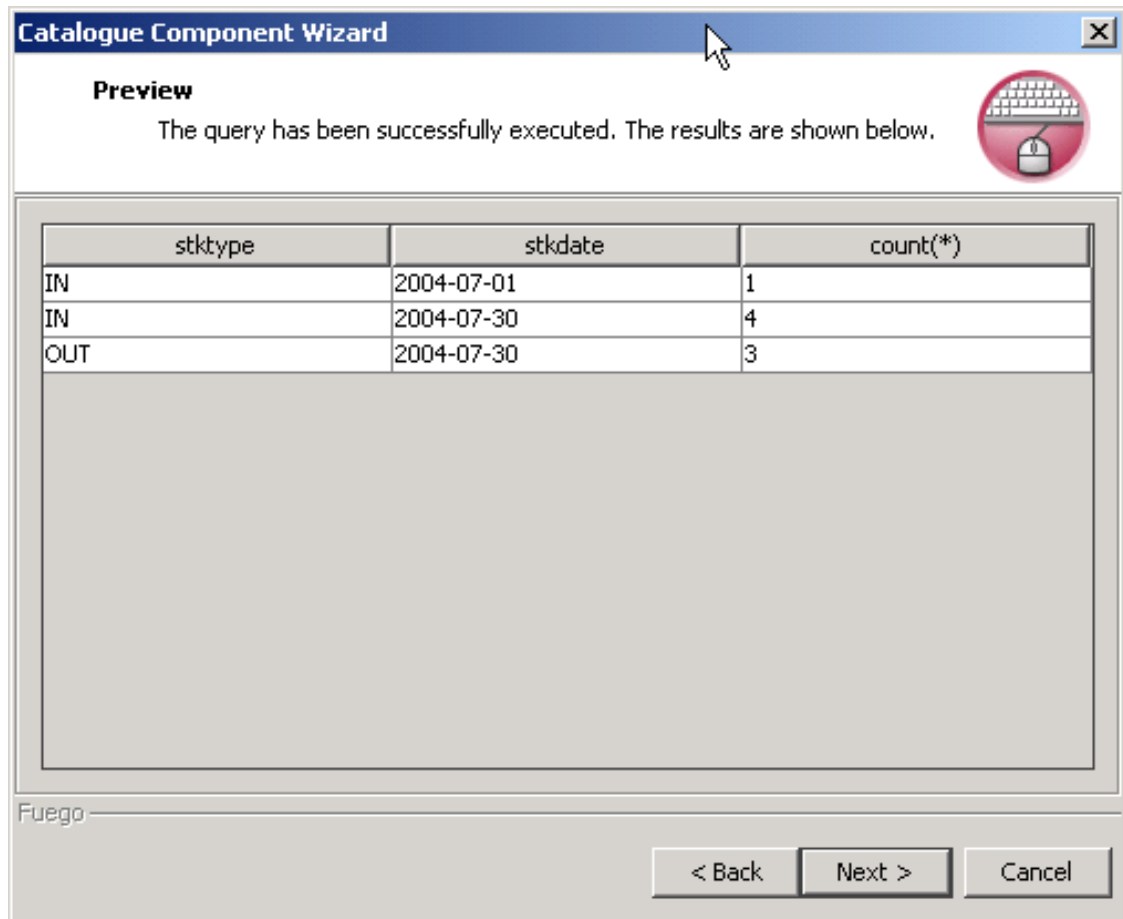 Catalogue Component Wizard
Preview
The query has been successfully executed. The results are shown below.
stktype stkdate count(*)
IN 2004-07-01 1
IN 2004-07-30 4
OUT 2004-07-30 3
Fuego
< Back Next > Cancel